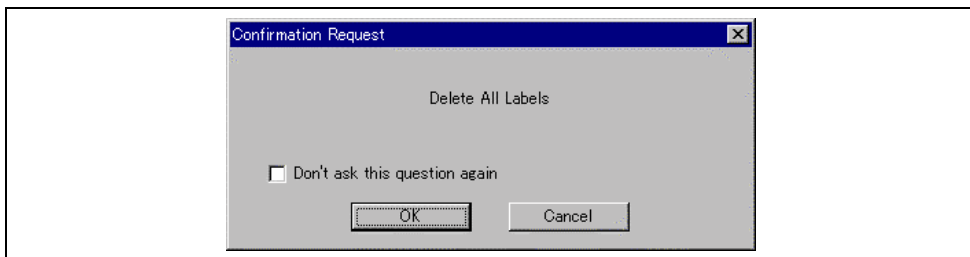 Confirmation Request
Delete All Labels
Don't ask this question again
OK
Cancel